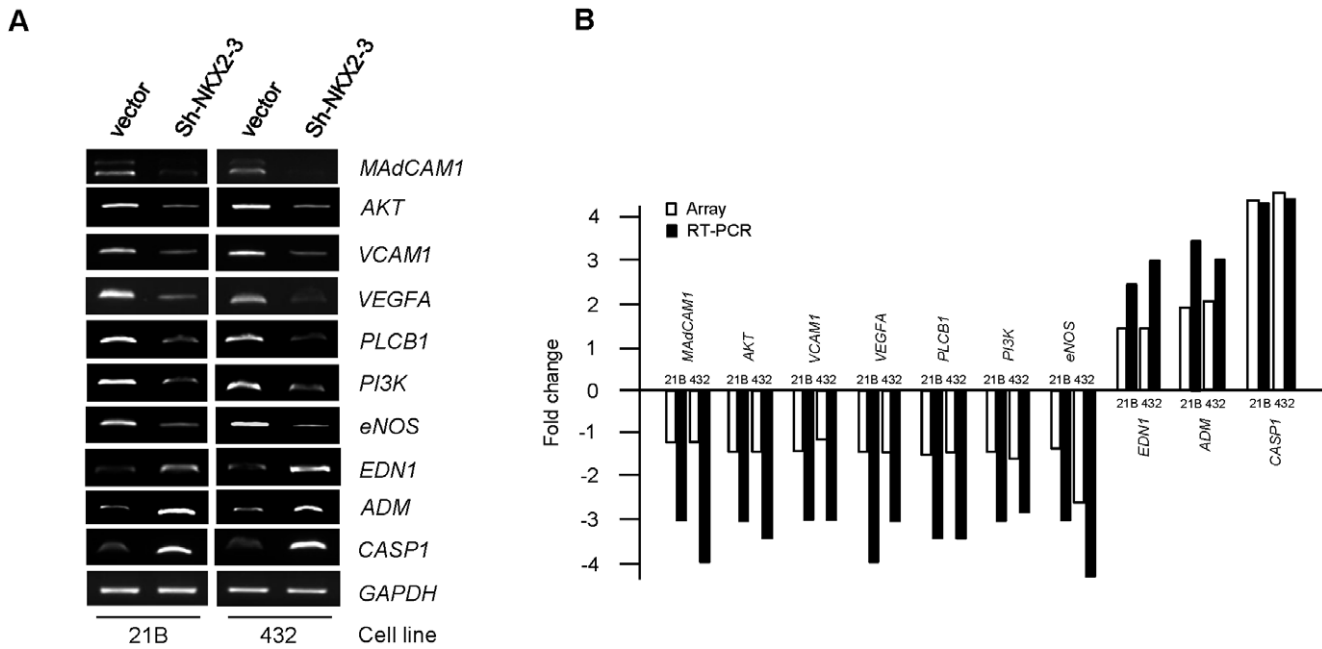 A
vector
Sh-NKX2-3
vector
Sh-NKX2-3
MAdCAM1
AKT
VCAM1
VEGFA
PLCB1
PI3K
eNOS
EDN1
ADM
CASP1
GAPDH
21B 432 Cell line
B
Array
RT-PCR
Fold change
4
3
2
1
0
-1
-2
-3
-4
MAdCAM1
AKT
VCAM1
VEGFA
PLCB1
PI3K
eNOS
21B 432 21B 432 21B 432 21B 432 21B 432 21B 432 21B 432
21B 432 21B 432 21B 432
EDN1
ADM
CASP1